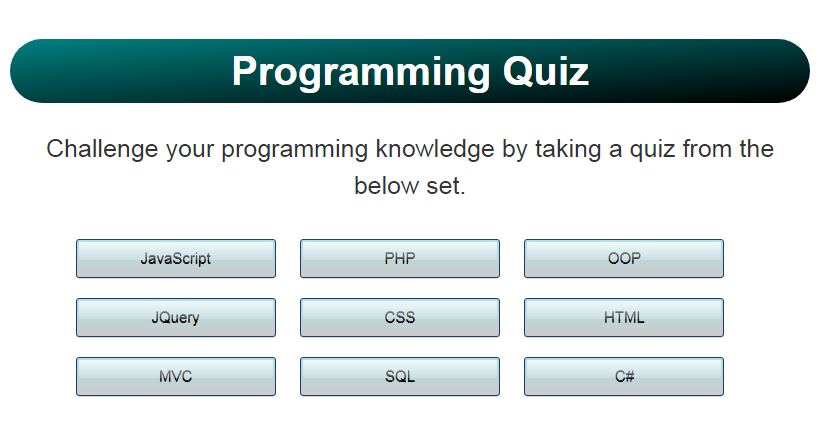 Programming Quiz
Challenge your programming knowledge by taking a quiz from the
below set.
JavaScript PHP OOP
JQuery CSS HTML
MVC SQL C#